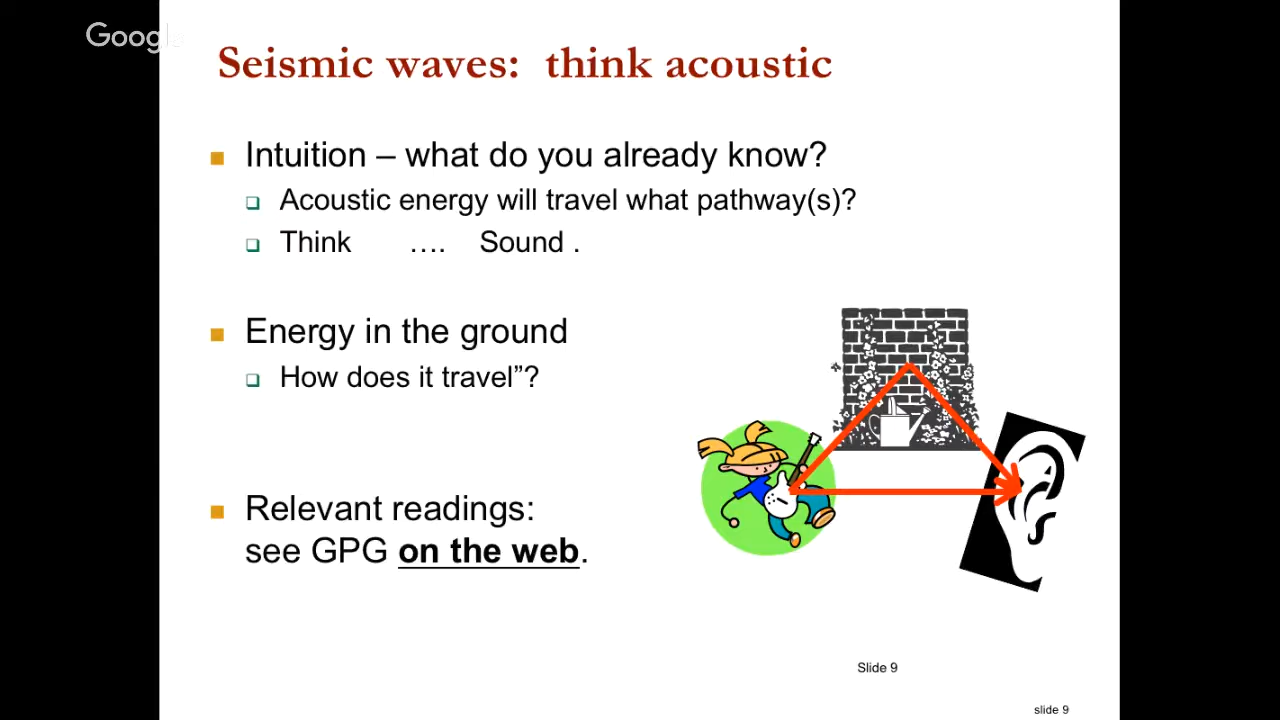 Google
Seismic waves: think acoustic
Intuition – what do you already know?
Acoustic energy will travel what pathway(s)?
Think …. Sound .
Energy in the ground
How does it travel”?
Relevant readings:
see GPG on the web.
Slide 9
slide 9